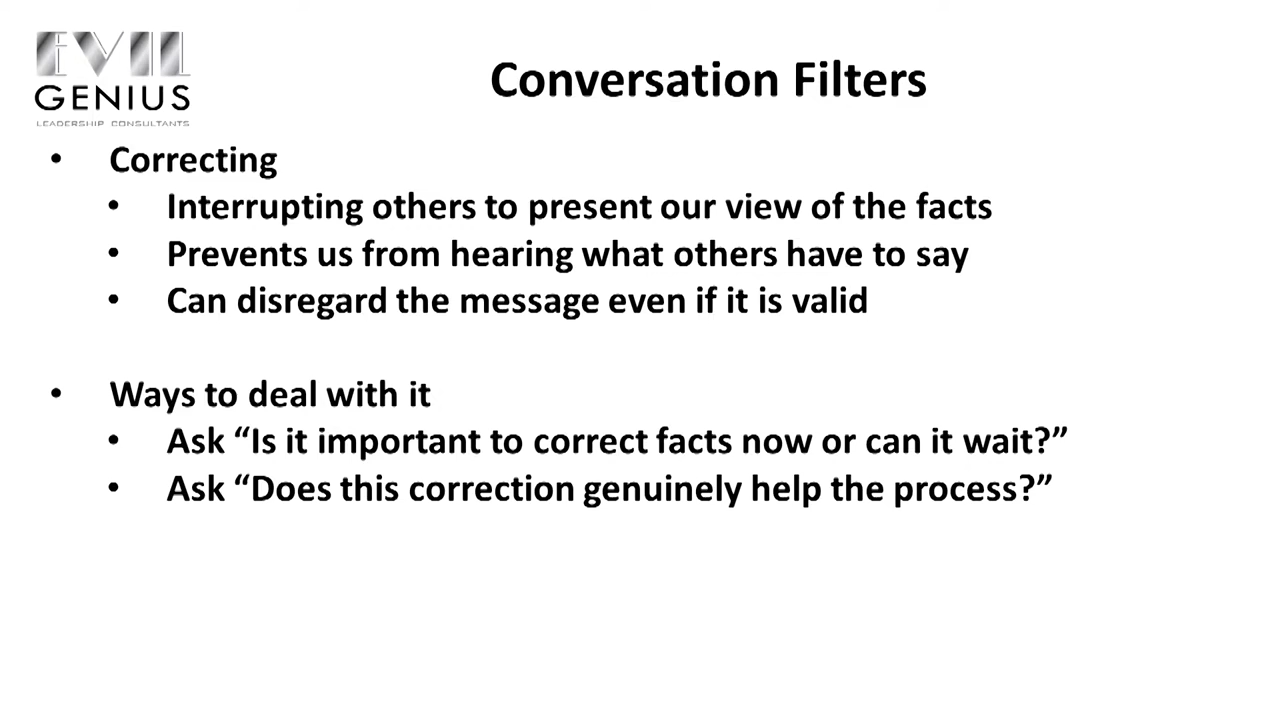 EVIL
GENIUS
LEADERSHIP CONSULTANTS
Conversation Filters
• Correcting
• Interrupting others to present our view of the facts
• Prevents us from hearing what others have to say
• Can disregard the message even if it is valid
• Ways to deal with it
• Ask “Is it important to correct facts now or can it wait?”
• Ask “Does this correction genuinely help the process?”